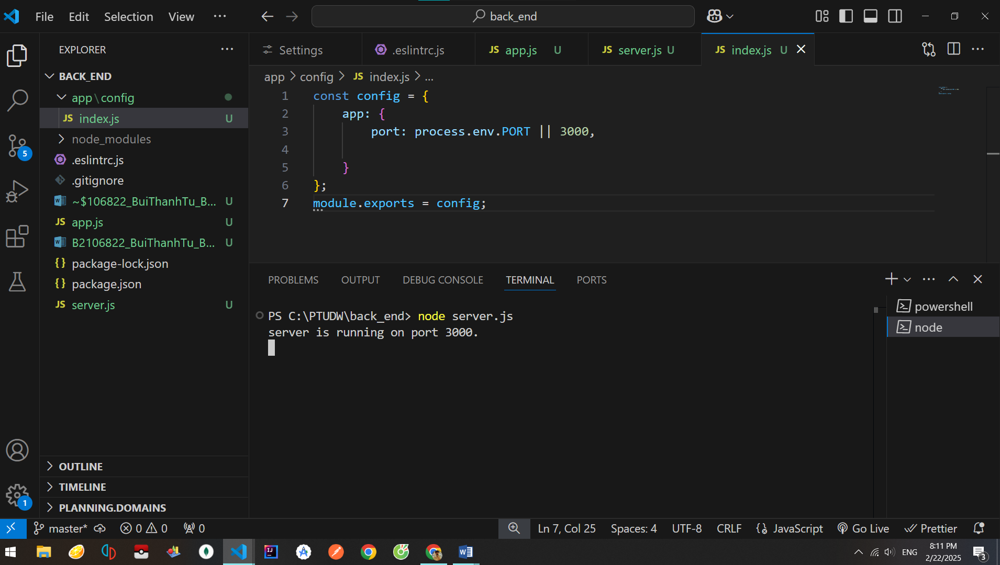 File Edit Selection View ··· back_end
EXPLORER ···
Settings .eslintrc.js JS app.js U JS server.js U JS index.js U
BACK_END
app > config > JS index.js > ...
app\config
JS index.js U
node_modules
.eslintrc.js
.gitignore
~$106822_BuiThanhTu_B... U
JS app.js U
B2106822_BuiThanhTu_B... U
{} package-lock.json
{} package.json
JS server.js U
1 const config = {
2 app: {
3 port: process.env.PORT || 3000,
4
5 }
6 };
7 module.exports = config;
5
PROBLEMS OUTPUT DEBUG CONSOLE TERMINAL PORTS
PS C:\PTUDW\back_end> node server.js
server is running on port 3000.
powershell
node
OUTLINE
TIMELINE
1
PLANNING.DOMAINS
master* 0 0 0 Ln 7, Col 25 Spaces: 4 UTF-8 CRLF {} JavaScript Go Live Prettier
IJ ENG 8:11 PM
2/22/2025
3